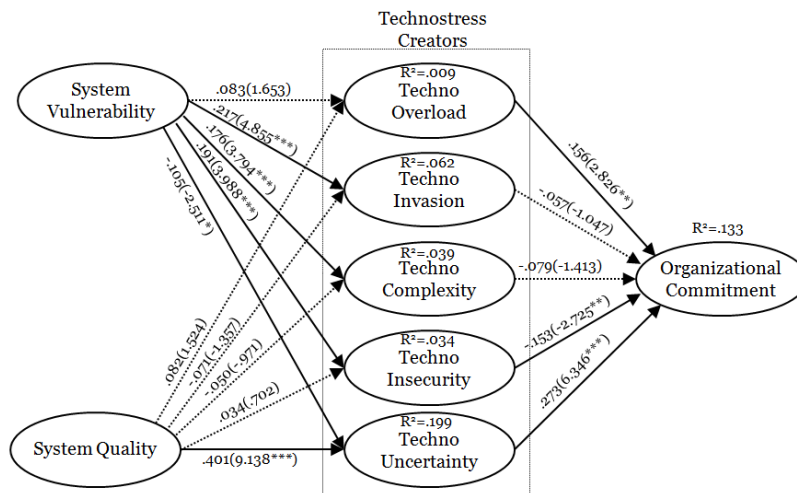 Technostress
Creators
System
Vulnerability
.083(1.653)
.217(4.855***)
.176(3.794***)
.191(3.988***)
-.105(-2.511*)
R²=.009
Techno
Overload
.156(2.826**)
R²=.062
Techno
Invasion
-.057(-1.047)
R²=.133
Organizational
Commitment
R²=.039
Techno
Complexity
-.079(-1.413)
.082(1.524)
-.071(-1.357)
-.050(-.971)
.034(.702)
R²=.034
Techno
Insecurity
-.153(-2.725**)
.273(6.346***)
System Quality
.401(9.138***)
R²=.199
Techno
Uncertainty